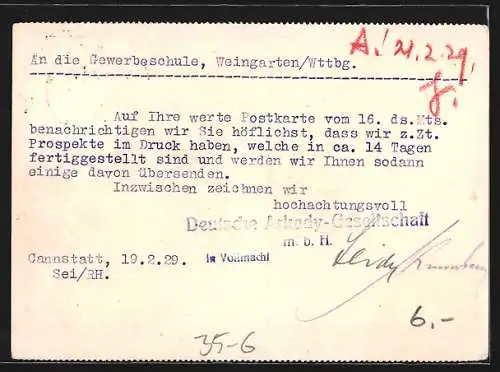 A! 21.2.29.
An die Gewerbeschule, Weingarten/Wttbg.
Auf Ihre werte Postkarte vom 16. ds.Mts.
benachrichtigen wir Sie höflichst, dass wir z.Zt.
Prospekte im Druck haben, welche in ca. 14 Tagen
fertiggestellt sind und werden wir Ihnen sodann
einige davon übersenden.
Inzwischen zeichnen wir
hochachtungsvoll
Deutsche Arkady-Gesellschaft
m. b. H.
Cannstatt, 19.2.29. In Vollmacht
Sei/RH.
6.-
35-6